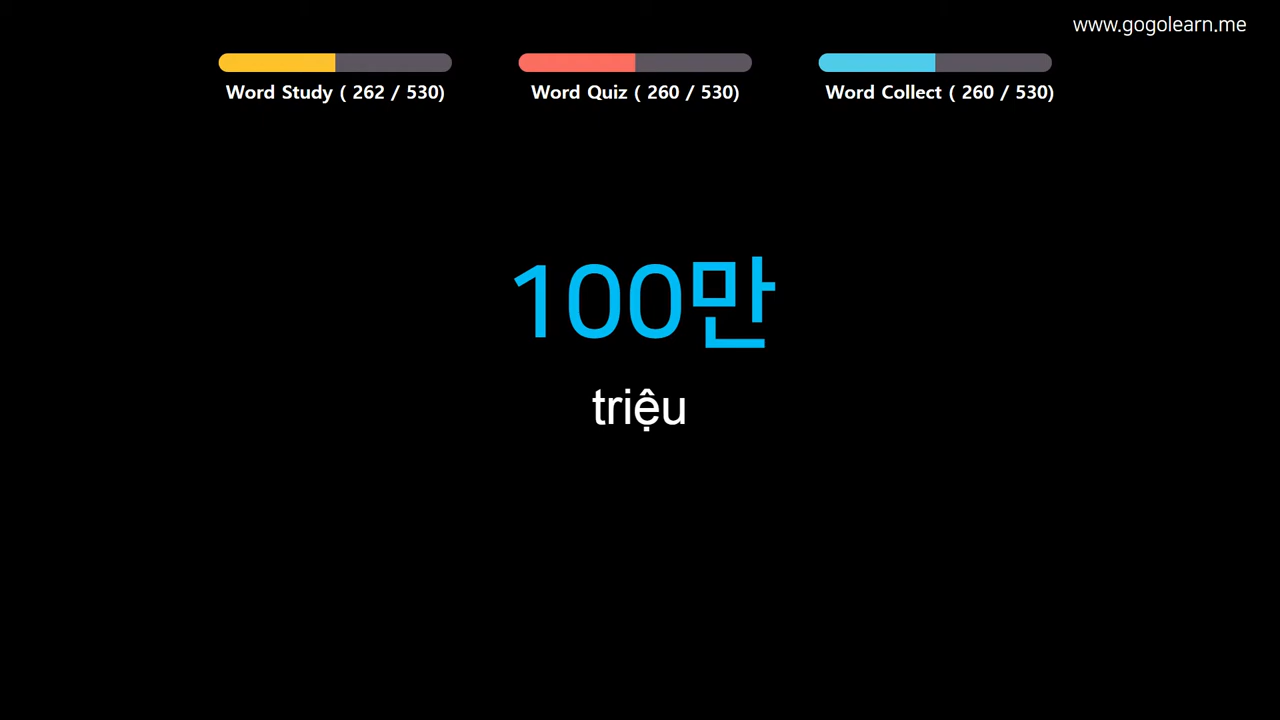 www.gogolearn.me
Word Study ( 262 / 530)
Word Quiz ( 260 / 530)
Word Collect ( 260 / 530)
100만
triệu